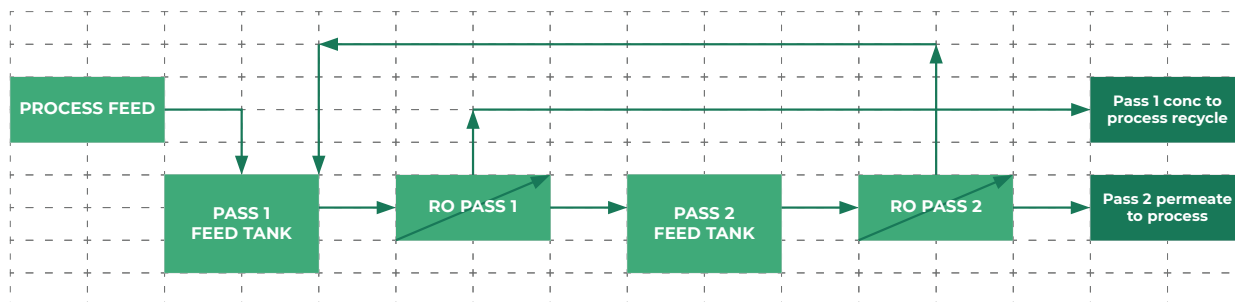 PROCESS FEED
Pass 1 conc to
process recycle
PASS 1
FEED TANK
RO PASS 1
PASS 2
FEED TANK
RO PASS 2
Pass 2 permeate
to process